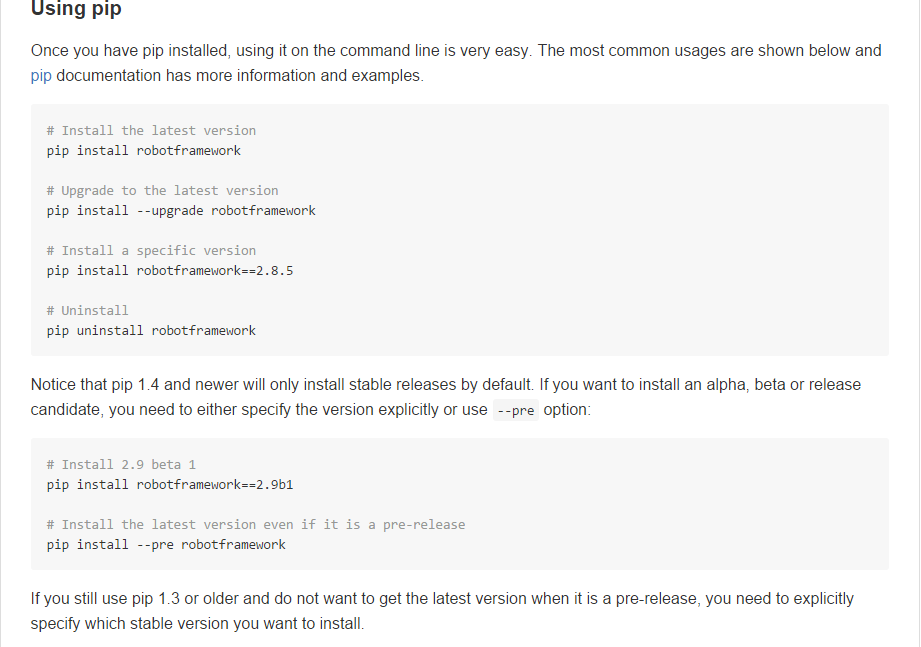 Using pip
Once you have pip installed, using it on the command line is very easy. The most common usages are shown below and
pip documentation has more information and examples.
# Install the latest version
pip install robotframework
# Upgrade to the latest version
pip install --upgrade robotframework
# Install a specific version
pip install robotframework==2.8.5
# Uninstall
pip uninstall robotframework
Notice that pip 1.4 and newer will only install stable releases by default. If you want to install an alpha, beta or release
candidate, you need to either specify the version explicitly or use --pre option:
# Install 2.9 beta 1
pip install robotframework==2.9b1
# Install the latest version even if it is a pre-release
pip install --pre robotframework
If you still use pip 1.3 or older and do not want to get the latest version when it is a pre-release, you need to explicitly
specify which stable version you want to install.